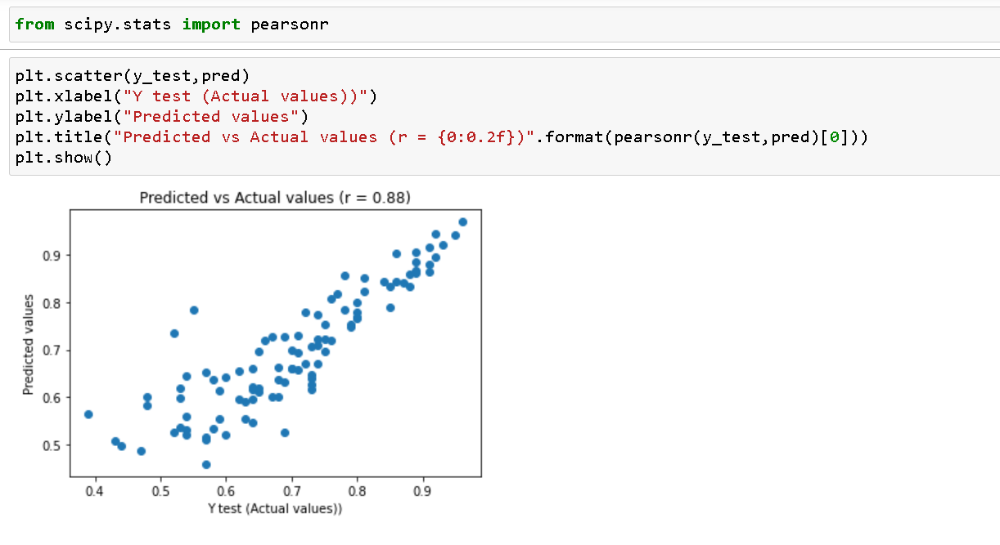 from scipy.stats import pearsonr
plt.scatter(y_test,pred)
plt.xlabel("Y test (Actual values))")
plt.ylabel("Predicted values")
plt.title("Predicted vs Actual values (r = {0:0.2f})".format(pearsonr(y_test,pred)[0]))
plt.show()
Predicted vs Actual values (r = 0.88)
Predicted values
0.9
0.8
0.7
0.6
0.5
0.4 0.5 0.6 0.7 0.8 0.9
Y test (Actual values))